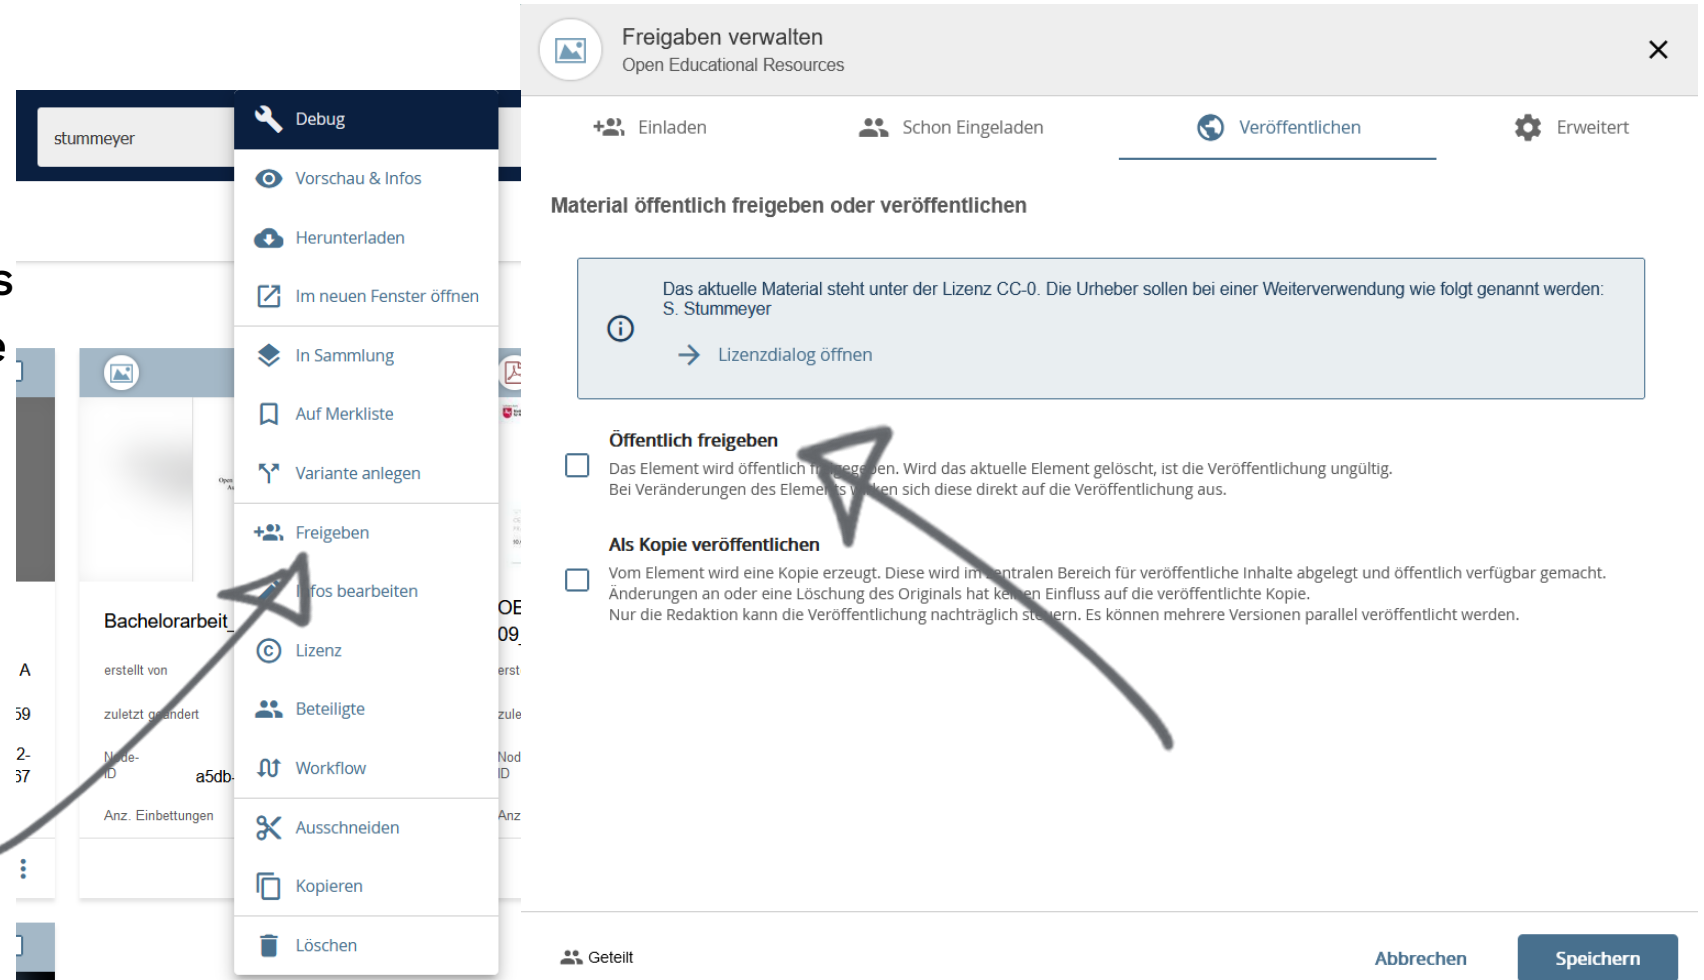 s
e
stummeyer
Debug
Vorschau & Infos
Herunterladen
Im neuen Fenster öffnen
In Sammlung
Auf Merkliste
Variante anlegen
Freigeben
Infos bearbeiten
Lizenz
Beteiligte
Workflow
Ausschneiden
Kopieren
Löschen
A
59
2-
67
Open
Bachelorarbeit_
erstellt von
zuletzt geändert
Node-
ID
a5db-
Anz. Einbettungen
OE
09_
erst
zule
Nod
ID
Anz
Freigaben verwalten
Open Educational Resources
Einladen
Schon Eingeladen
Veröffentlichen
Erweitert
Material öffentlich freigeben oder veröffentlichen
Das aktuelle Material steht unter der Lizenz CC-0. Die Urheber sollen bei einer Weiterverwendung wie folgt genannt werden:
S. Stummeyer
Lizenzdialog öffnen
Öffentlich freigeben
Das Element wird öffentlich freigegeben. Wird das aktuelle Element gelöscht, ist die Veröffentlichung ungültig.
Bei Veränderungen des Elements wirken sich diese direkt auf die Veröffentlichung aus.
Als Kopie veröffentlichen
Vom Element wird eine Kopie erzeugt. Diese wird im zentralen Bereich für veröffentliche Inhalte abgelegt und öffentlich verfügbar gemacht.
Änderungen an oder eine Löschung des Originals hat keinen Einfluss auf die veröffentlichte Kopie.
Nur die Redaktion kann die Veröffentlichung nachträglich steuern. Es können mehrere Versionen parallel veröffentlicht werden.
Geteilt
Abbrechen
Speichern